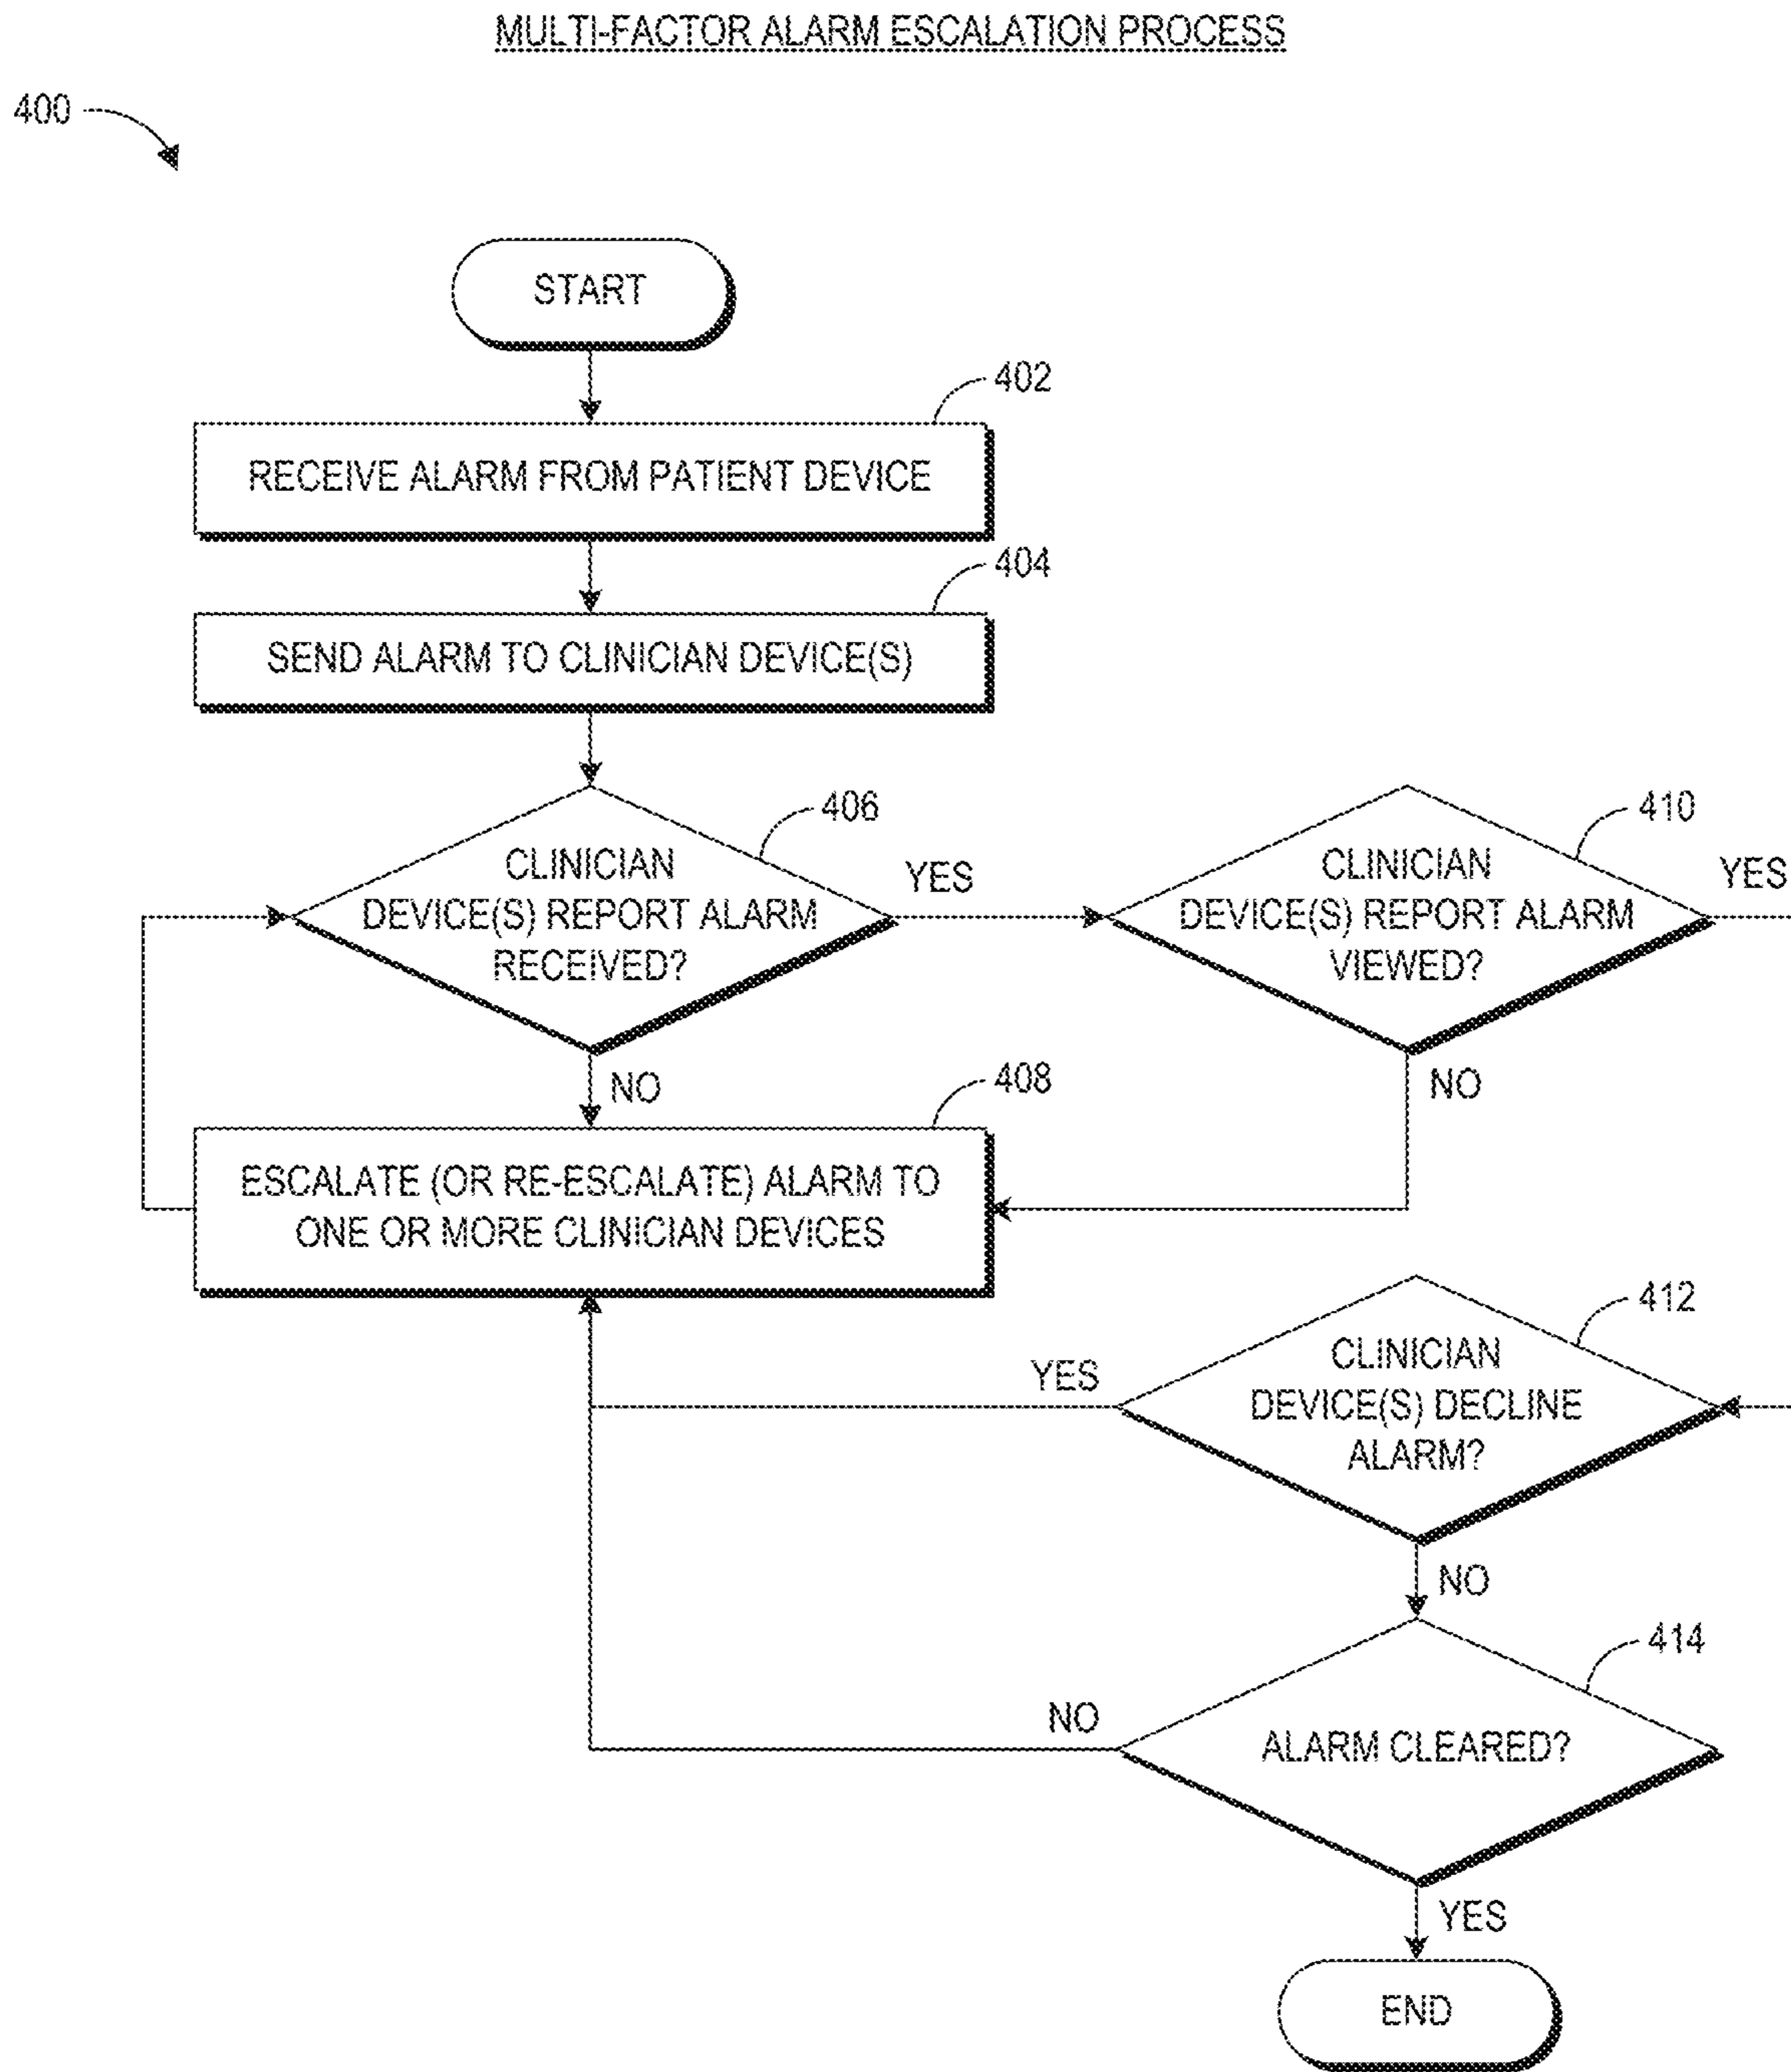 MULTI-FACTOR ALARM ESCALATION PROCESS
400
START
402
RECEIVE ALARM FROM PATIENT DEVICE
404
SEND ALARM TO CLINICIAN DEVICE(S)
406
CLINICIAN
DEVICE(S) REPORT ALARM
RECEIVED?
YES
NO
410
CLINICIAN
DEVICE(S) REPORT ALARM
VIEWED?
YES
NO
408
ESCALATE (OR RE-ESCALATE) ALARM TO
ONE OR MORE CLINICIAN DEVICES
412
CLINICIAN
DEVICE(S) DECLINE
ALARM?
YES
NO
414
ALARM CLEARED?
NO
YES
END